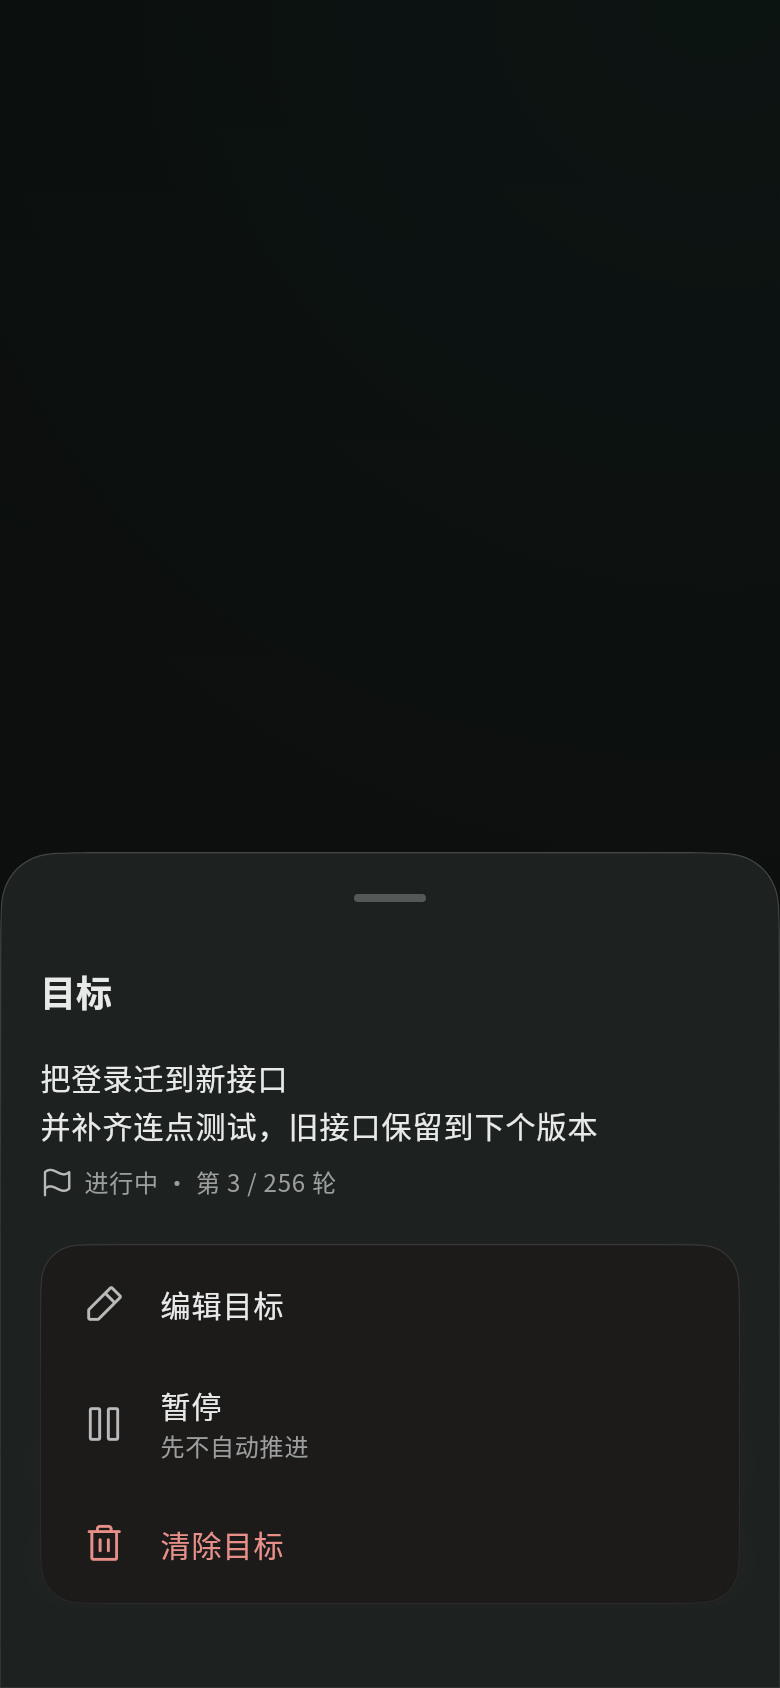 目标
把登录迁到新接口
并补齐连点测试，旧接口保留到下个版本
进行中 · 第 3 / 256 轮
编辑目标
暂停
先不自动推进
清除目标